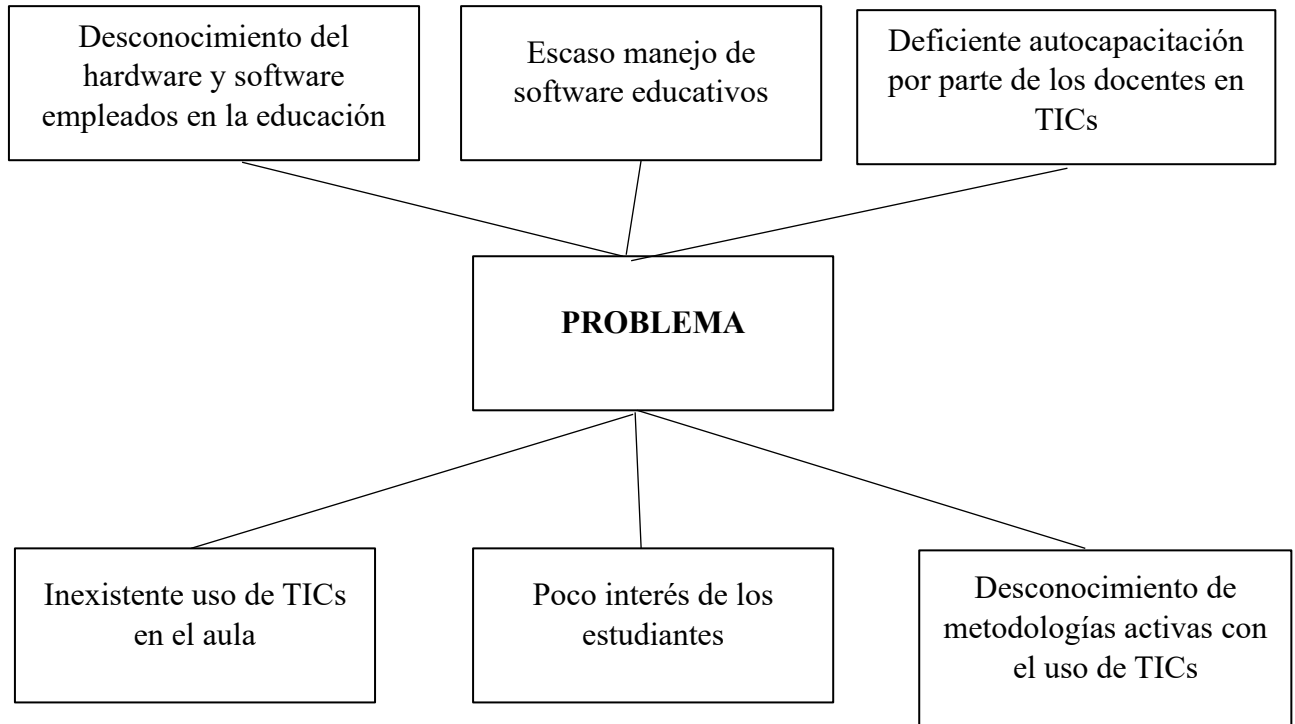 Desconocimiento del
hardware y software
empleados en la educación
Escaso manejo de
software educativos
Deficiente autocapacitación
por parte de los docentes en
TICs
PROBLEMA
Inexistente uso de TICs
en el aula
Poco interés de los
estudiantes
Desconocimiento de
metodologías activas con
el uso de TICs